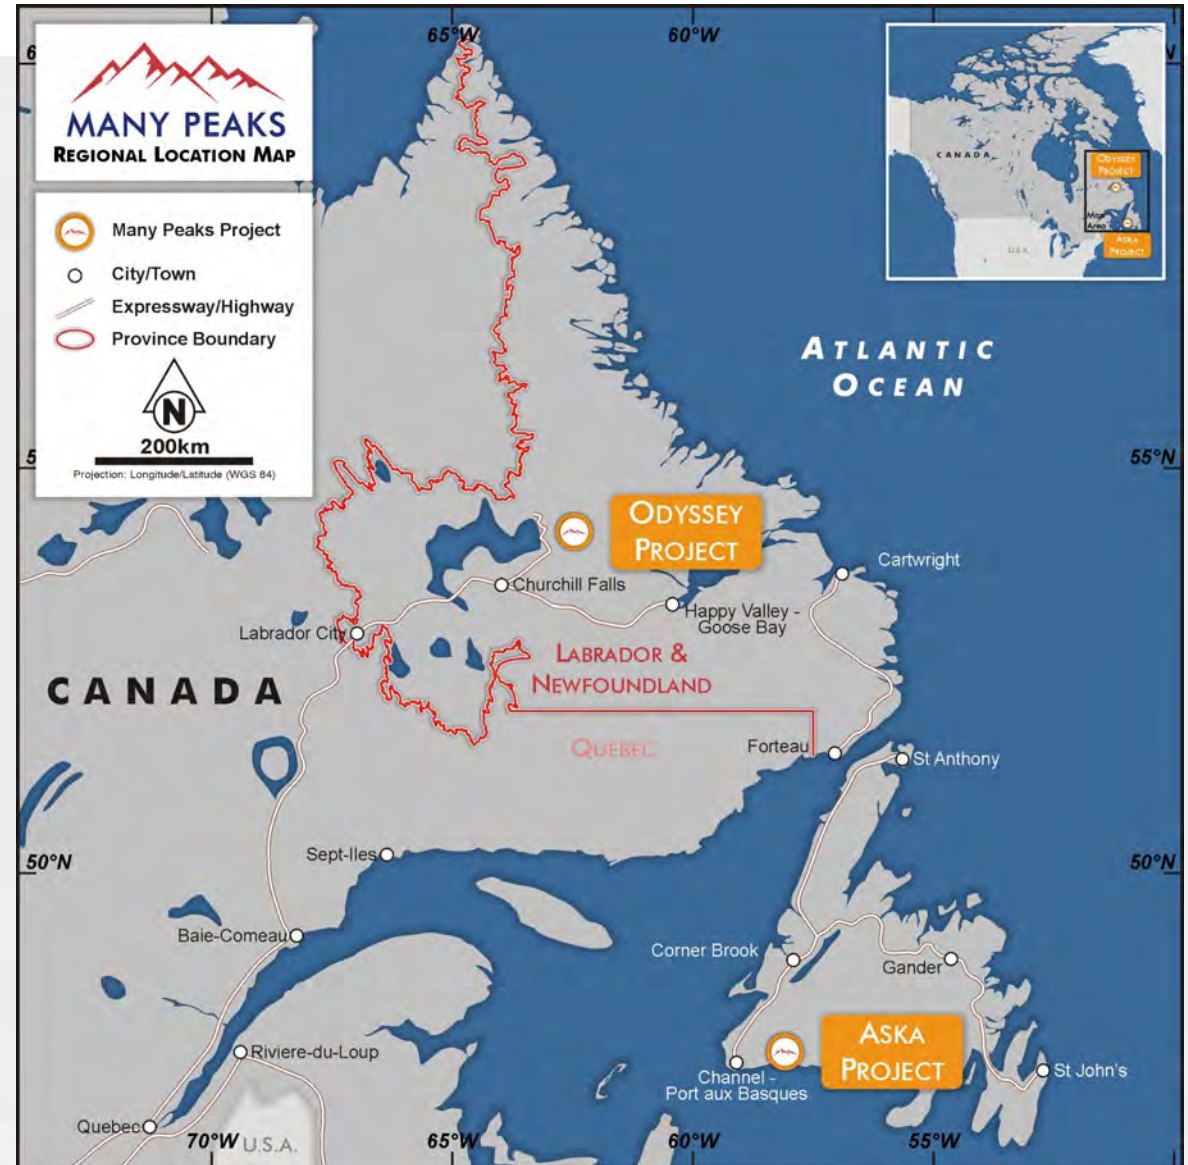 MANY PEAKS
REGIONAL LOCATION MAP
Many Peaks Project
City/Town
Expressway/Highway
Province Boundary
N
200km
Projection: Longitude/Latitude (WGS 84)
65°W
60°W
CANADA
U.S.A.
ODYSSEY
PROJECT
Map
Area
ASKA
PROJECT
ATLANTIC
OCEAN
55°N
ODYSSEY
PROJECT
Cartwright
Churchill Falls
Happy Valley -
Goose Bay
Labrador City
LABRADOR &
NEWFOUNDLAND
CANADA
QUEBEC
Forteau
St Anthony
Sept-Iles
50°N
50°N
Baie-Comeau
Corner Brook
Gander
ASKA
PROJECT
Riviere-du-Loup
Channel -
Port aux Basques
St John's
Quebec
70°W
U.S.A.
65°W
60°W
55°W